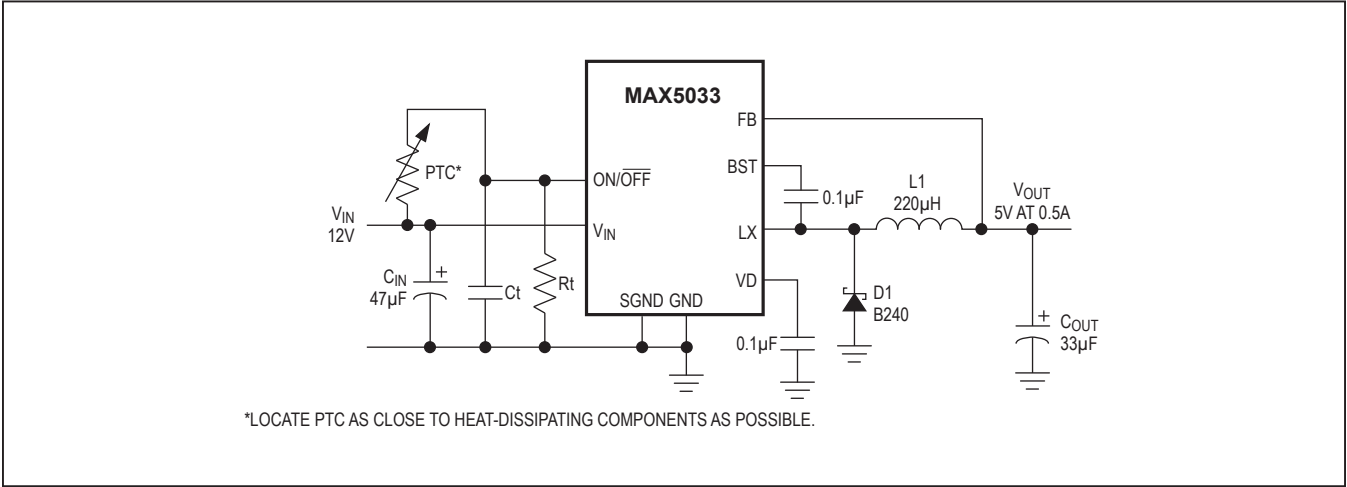 MAX5033
FB
BST
ON/OFF
PTC*
0.1µF
L1
220µH
VOUT
5V AT 0.5A
VIN
12V
VIN
LX
CIN
47µF
+
Ct
Rt
VD
SGND GND
D1
B240
0.1µF
+
COUT
33µF
*LOCATE PTC AS CLOSE TO HEAT-DISSIPATING COMPONENTS AS POSSIBLE.